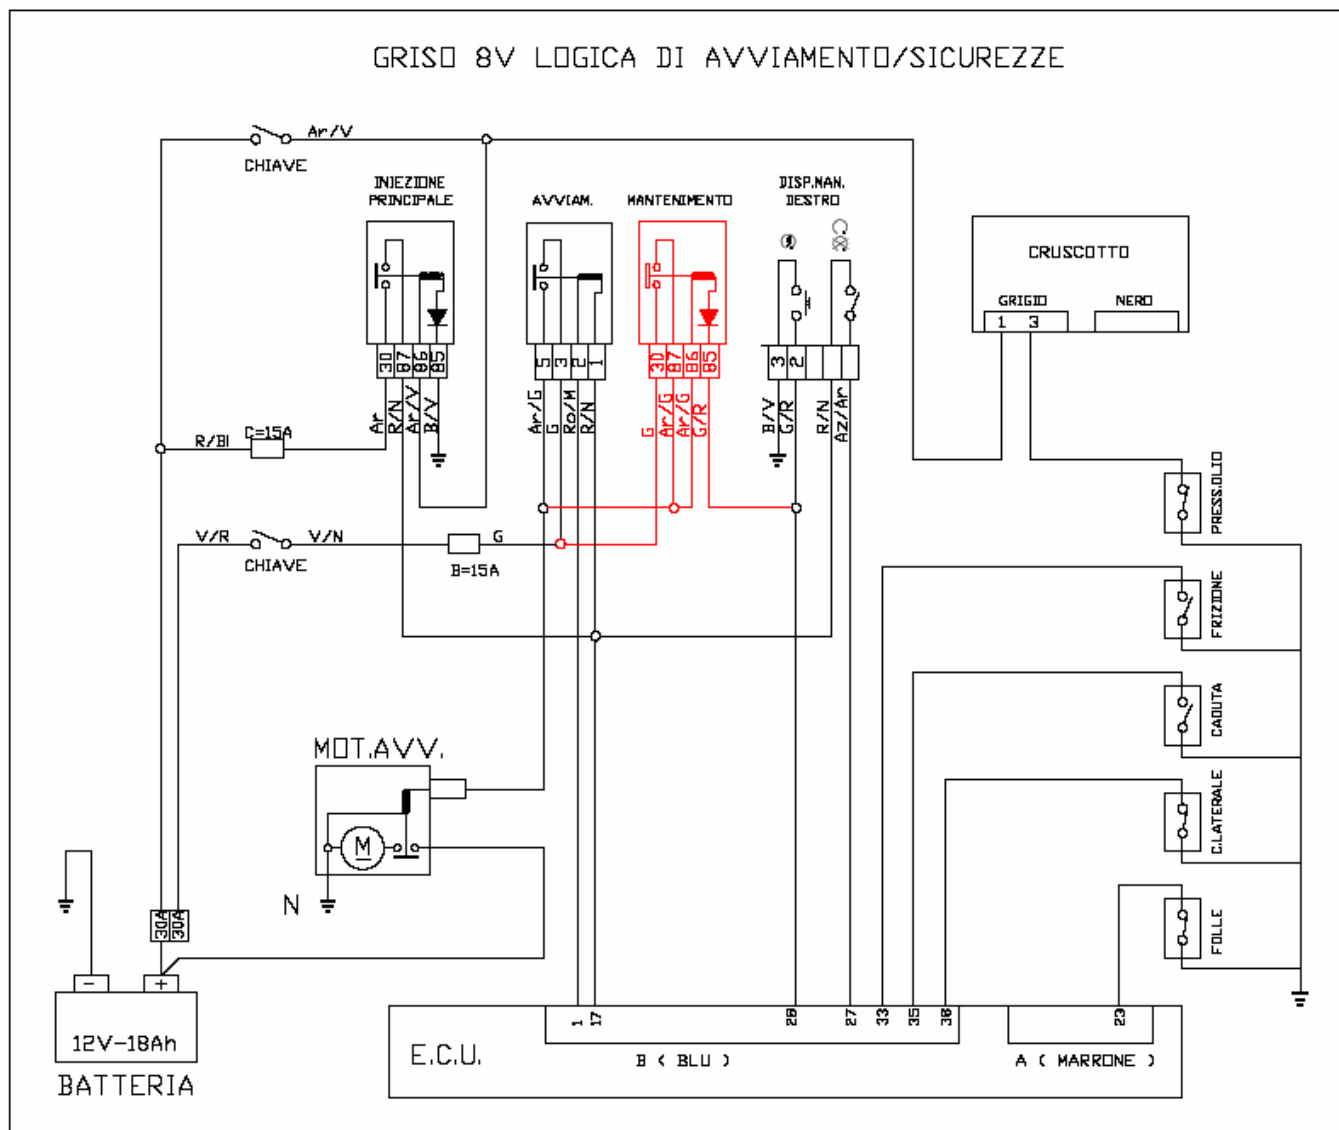 GRISO 8V LOGICA DI AVVIAMENTO/SICUREZZE
Ar/V
CHIAVE
INIEZIONE
PRINCIPALE
AVVIAM.
MANTENIMENTO
DISP.MAN.
DESTRO
CRUSCOTTO
GRIGIO
NERO
1 3
30 87 86 85
5 3 2 1
30 87 86 85
3 2
Ar R/N Ar/V B/V
Ar/G G Ro/M R/N
G Ar/G Ar/G G/R
B/V G/R R/N Az/Ar
R/Bl
C=15A
PRESS.OLIO
V/R
V/N
G
CHIAVE
B=15A
FRIZIONE
CADUTA
MOT.AVV.
M
N
C.LATERALE
FOLLE
30A 30A
- +
12V-18Ah
BATTERIA
1 17 28 27 33 35 36 23
E.C.U.
B ( BLU )
A ( MARRONE )